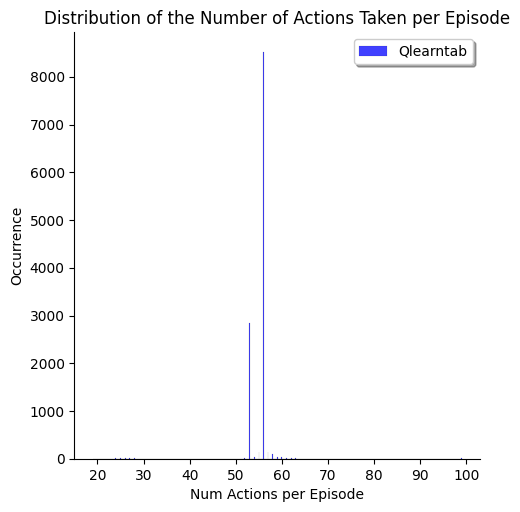 Distribution of the Number of Actions Taken per Episode
Qlearntab
8000
7000
6000
5000
4000
3000
2000
1000
0
Occurrence
20 30 40 50 60 70 80 90 100
Num Actions per Episode